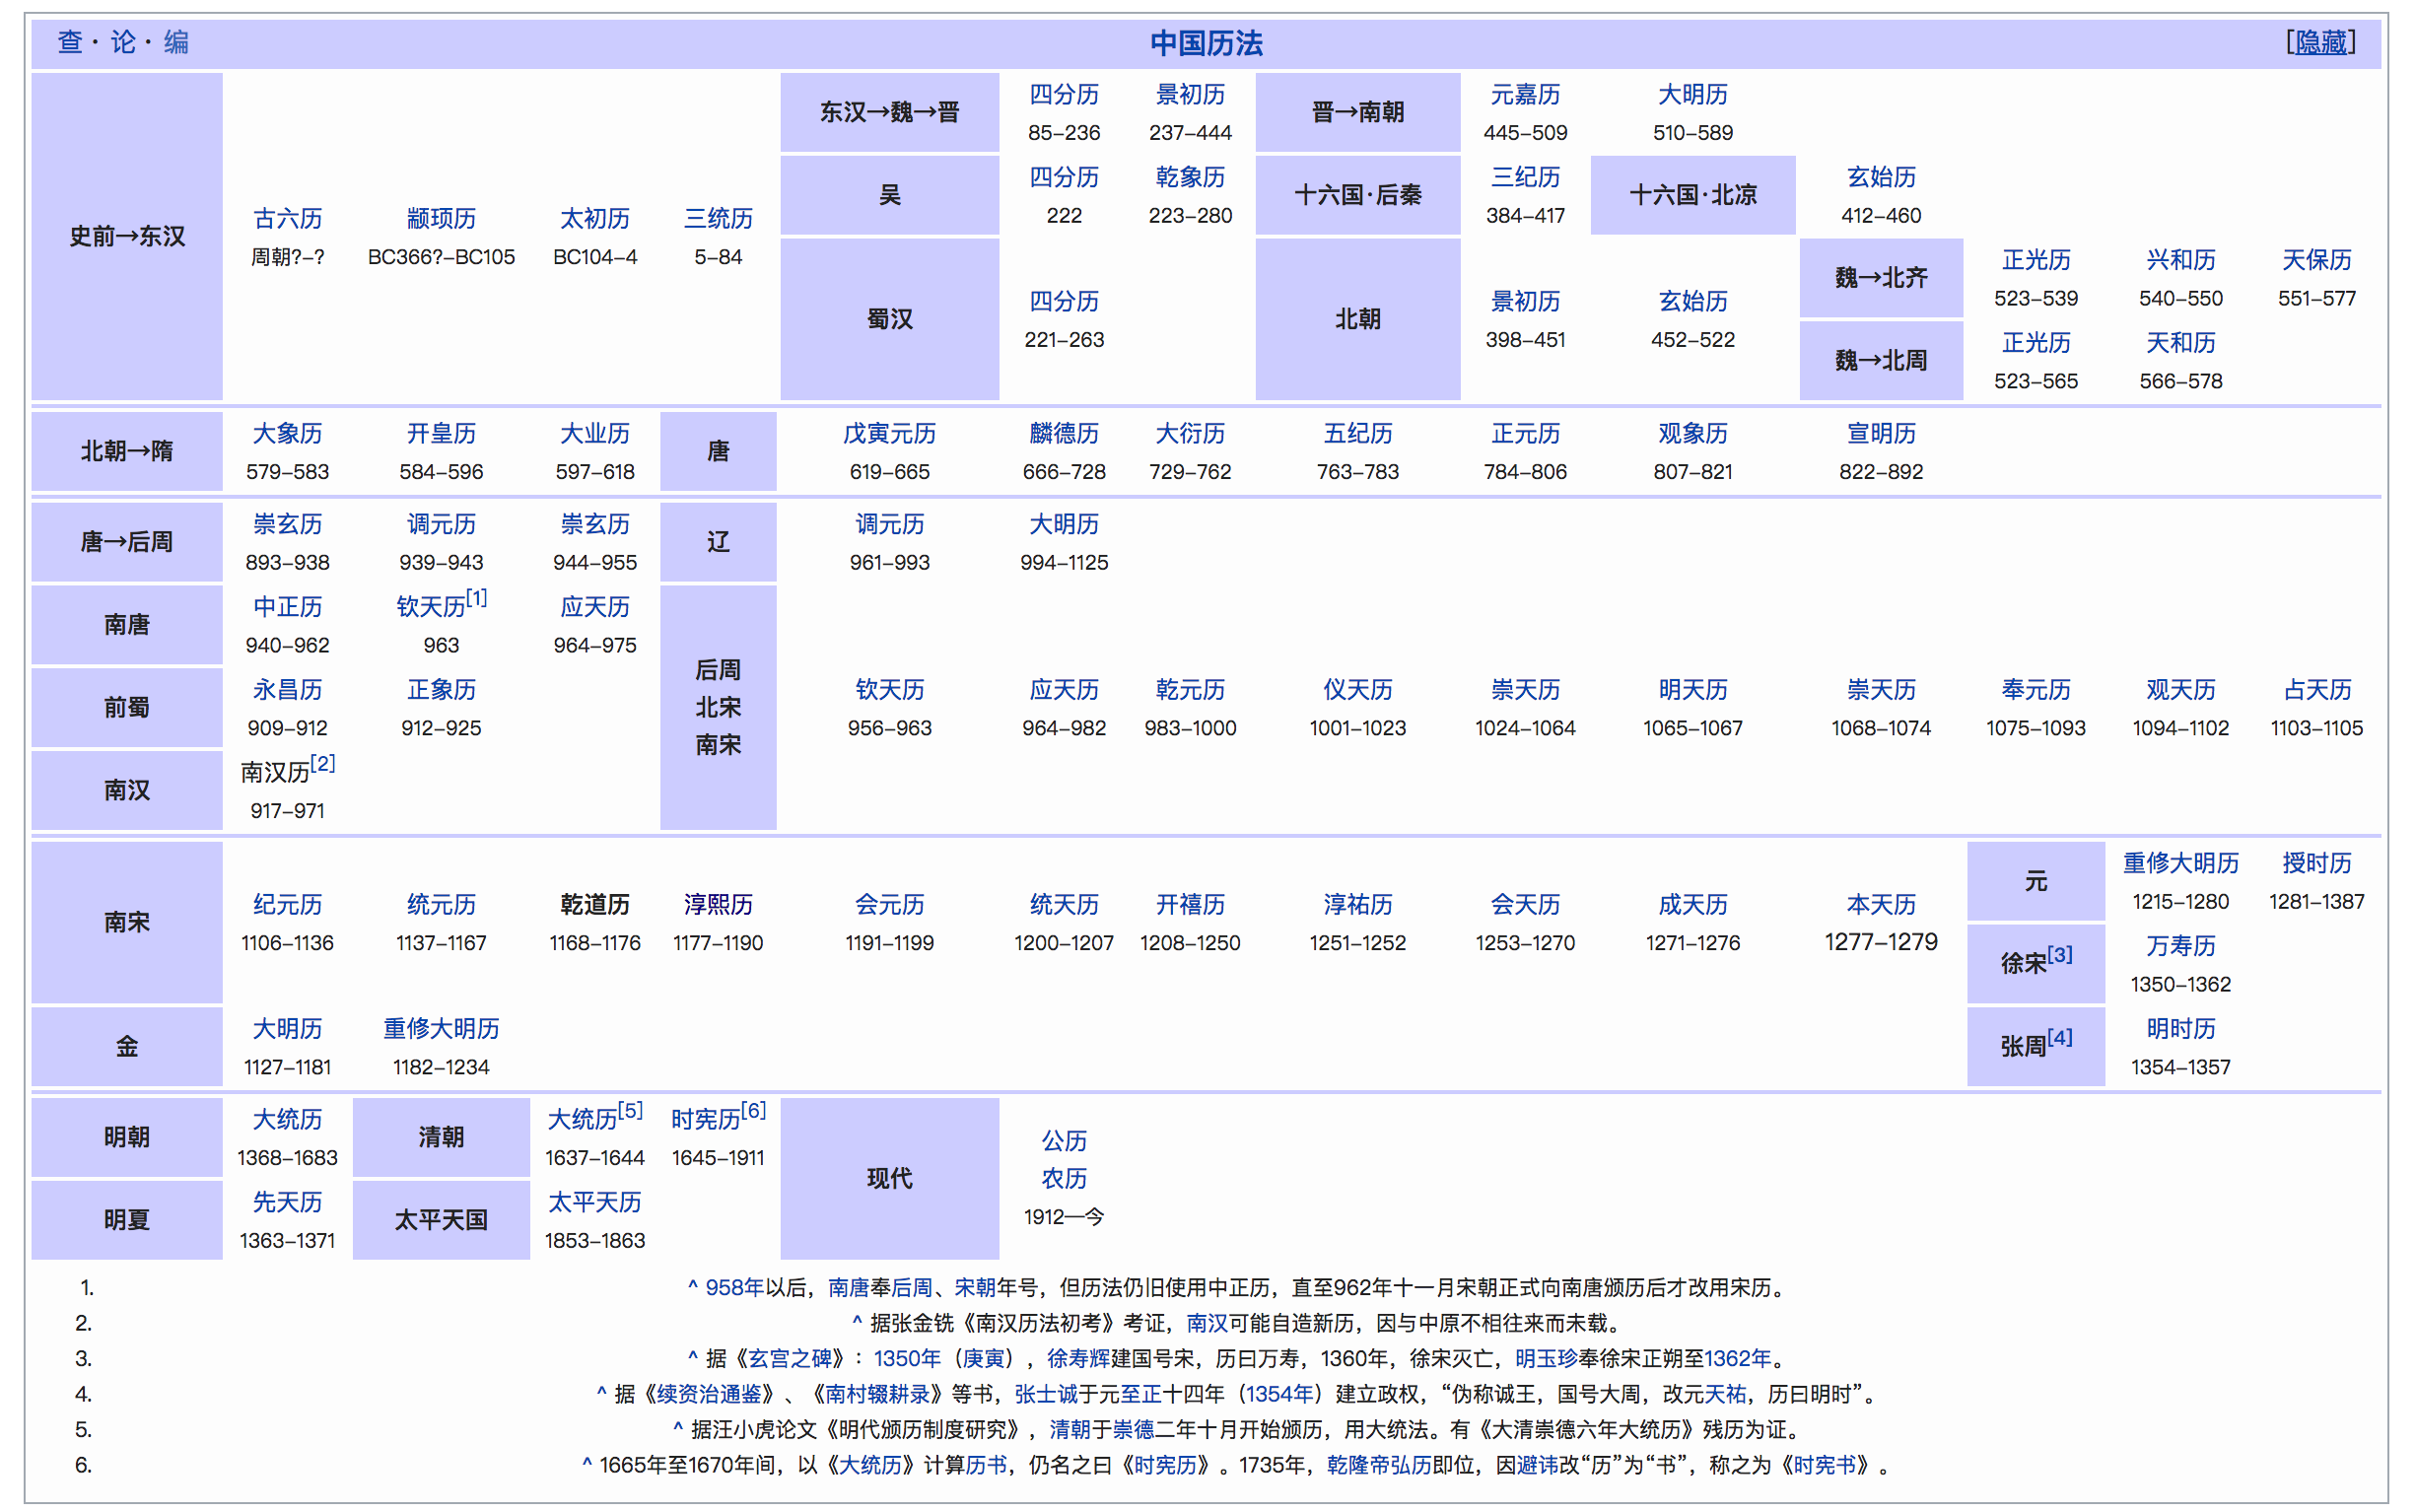 查 · 论 · 编
中国历法
[隐藏]
史前→东汉
古六历
周朝?–?
颛顼历
BC366?–BC105
太初历
BC104–4
三统历
5–84
东汉→魏→晋
四分历
85–236
景初历
237–444
晋→南朝
元嘉历
445–509
大明历
510–589
吴
四分历
222
乾象历
223–280
十六国·后秦
三纪历
384–417
十六国·北凉
玄始历
412–460
蜀汉
四分历
221–263
北朝
景初历
398–451
玄始历
452–522
魏→北齐
正光历
523–539
兴和历
540–550
天保历
551–577
魏→北周
正光历
523–565
天和历
566–578
北朝→隋
大象历
579–583
开皇历
584–596
大业历
597–618
唐
戊寅元历
619–665
麟德历
666–728
大衍历
729–762
五纪历
763–783
正元历
784–806
观象历
807–821
宣明历
822–892
唐→后周
崇玄历
893–938
调元历
939–943
崇玄历
944–955
辽
调元历
961–993
大明历
994–1125
南唐
中正历
940–962
钦天历[1]
963
应天历
964–975
前蜀
永昌历
909–912
正象历
912–925
南汉
南汉历[2]
917–971
后周
北宋
南宋
钦天历
956–963
应天历
964–982
乾元历
983–1000
仪天历
1001–1023
崇天历
1024–1064
明天历
1065–1067
崇天历
1068–1074
奉元历
1075–1093
观天历
1094–1102
占天历
1103–1105
南宋
纪元历
1106–1136
统元历
1137–1167
乾道历
1168–1176
淳熙历
1177–1190
会元历
1191–1199
统天历
1200–1207
开禧历
1208–1250
淳祐历
1251–1252
会天历
1253–1270
成天历
1271–1276
本天历
1277–1279
元
重修大明历
1215–1280
授时历
1281–1387
徐宋[3]
万寿历
1350–1362
金
大明历
1127–1181
重修大明历
1182–1234
张周[4]
明时历
1354–1357
明朝
大统历
1368–1683
清朝
大统历[5]
1637–1644
时宪历[6]
1645–1911
现代
公历
农历
1912—今
明夏
先天历
1363–1371
太平天国
太平天历
1853–1863
1. ^ 958年以后，南唐奉后周、宋朝年号，但历法仍旧使用中正历，直至962年十一月宋朝正式向南唐颁历后才改用宋历。
2. ^ 据张金铣《南汉历法初考》考证，南汉可能自造新历，因与中原不相往来而未载。
3. ^ 据《玄宫之碑》：1350年（庚寅），徐寿辉建国号宋，历曰万寿，1360年，徐宋灭亡，明玉珍奉徐宋正朔至1362年。
4. ^ 据《续资治通鉴》、《南村辍耕录》等书，张士诚于元至正十四年（1354年）建立政权，“伪称诚王，国号大周，改元天祐，历曰明时”。
5. ^ 据汪小虎论文《明代颁历制度研究》，清朝于崇德二年十月开始颁历，用大统法。有《大清崇德六年大统历》残历为证。
6. ^ 1665年至1670年间，以《大统历》计算历书，仍名之曰《时宪历》。1735年，乾隆帝弘历即位，因避讳改“历”为“书”，称之为《时宪书》。